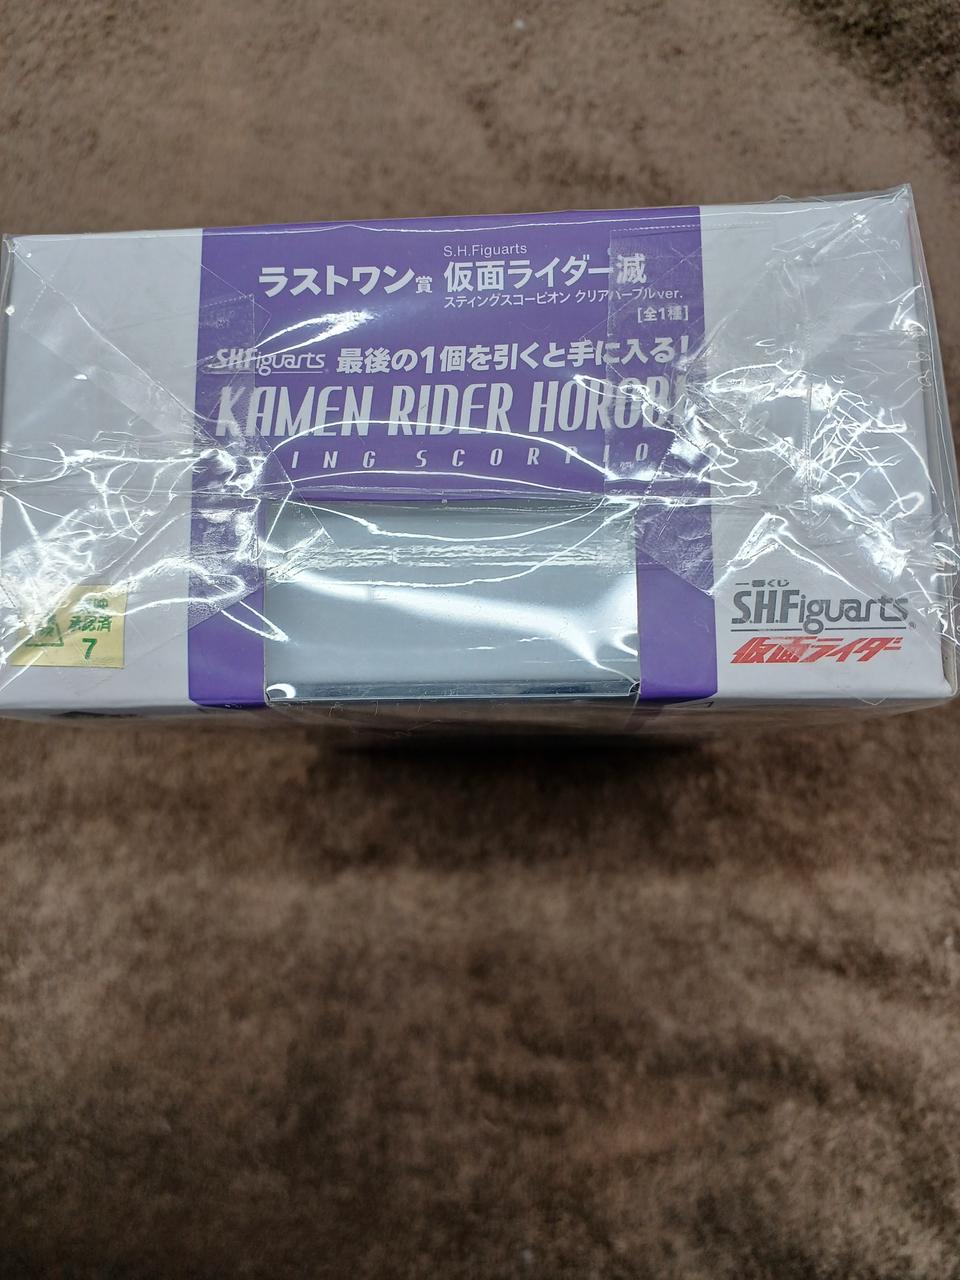 S.H.Figuarts
ラストワン賞 仮面ライダー滅
スティングスコーピオン クリアパープルver.
[全1種]
S.H.Figuarts 最後の1個を引くと手に入る!
KAMEN RIDER HOROBI
ING SCORPIO
一番くじ
S.H.Figuarts
仮面ライダー
承認済
7